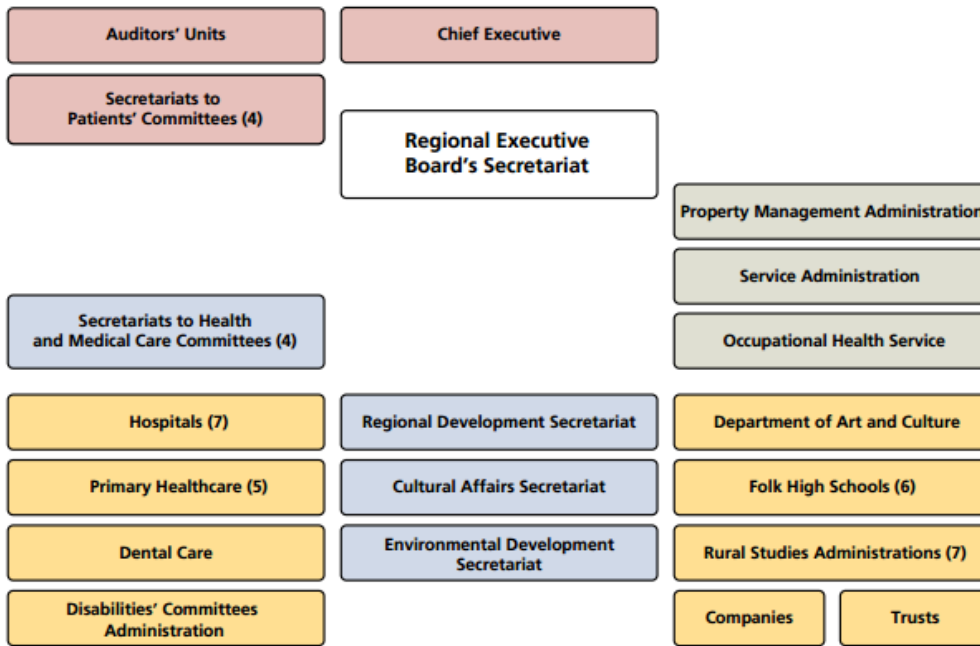 Auditors' Units
Chief Executive
Secretariats to
Patients' Committees (4)
Regional Executive
Board's Secretariat
Property Management Administration
Service Administration
Secretariats to Health
and Medical Care Committees (4)
Occupational Health Service
Hospitals (7)
Regional Development Secretariat
Department of Art and Culture
Primary Healthcare (5)
Cultural Affairs Secretariat
Folk High Schools (6)
Dental Care
Environmental Development
Secretariat
Rural Studies Administrations (7)
Disabilities' Committees
Administration
Companies
Trusts